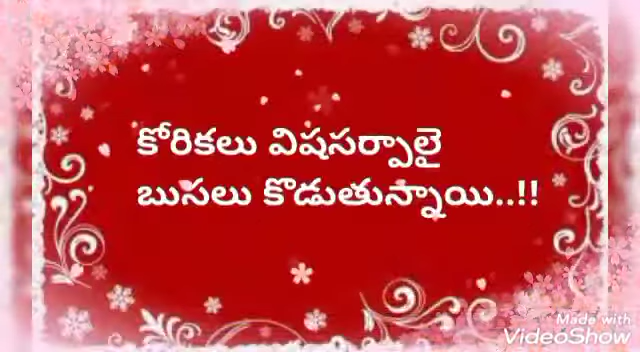 కోరికలు విషసర్పాలై
బుసలు కొడుతున్నాయి..!!
Made with
VideoShow